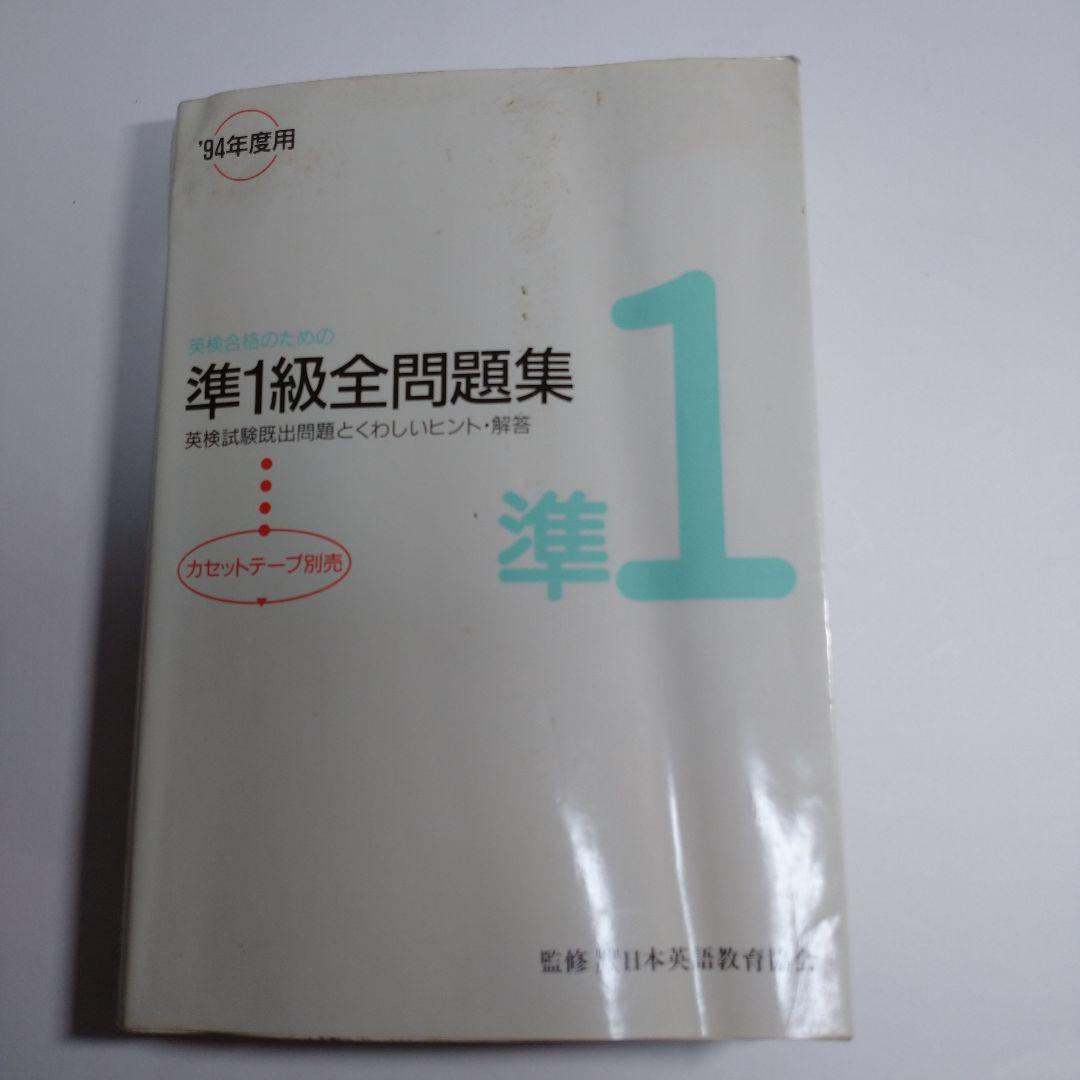 '94年度用
英検合格のための
準1級全問題集
英検試験既出問題とくわしいヒント・解答
カセットテープ別売
準1
監修 日本英語教育協会